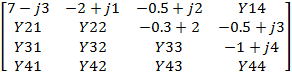 7 − j3 −2 + j1 −0.5 + j2 Y14
Y21 Y22 −0.3 + 2 −0.5 + j3
Y31 Y32 Y33 −1 + j4
Y41 Y42 Y43 Y44